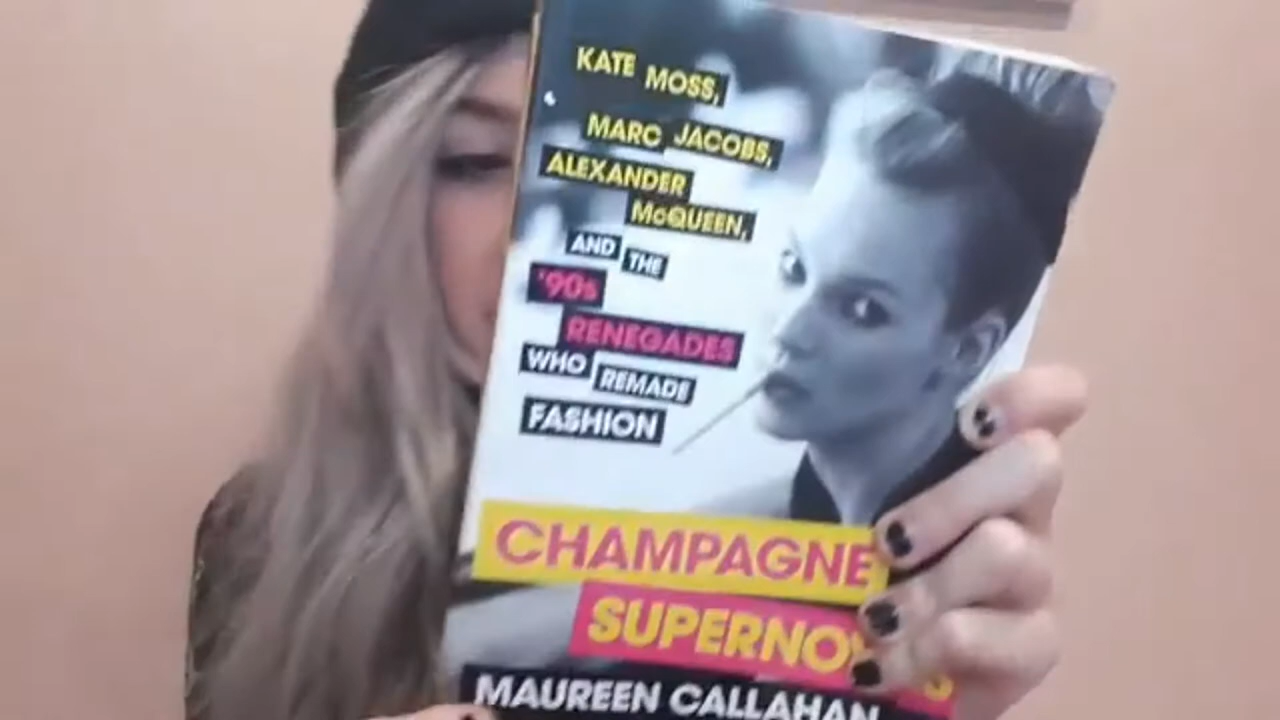 KATE MOSS,
MARC JACOBS,
ALEXANDER
McQUEEN,
AND THE
'90s
RENEGADES
WHO REMADE
FASHION
CHAMPAGNE
MAUREEN CALLAHAN